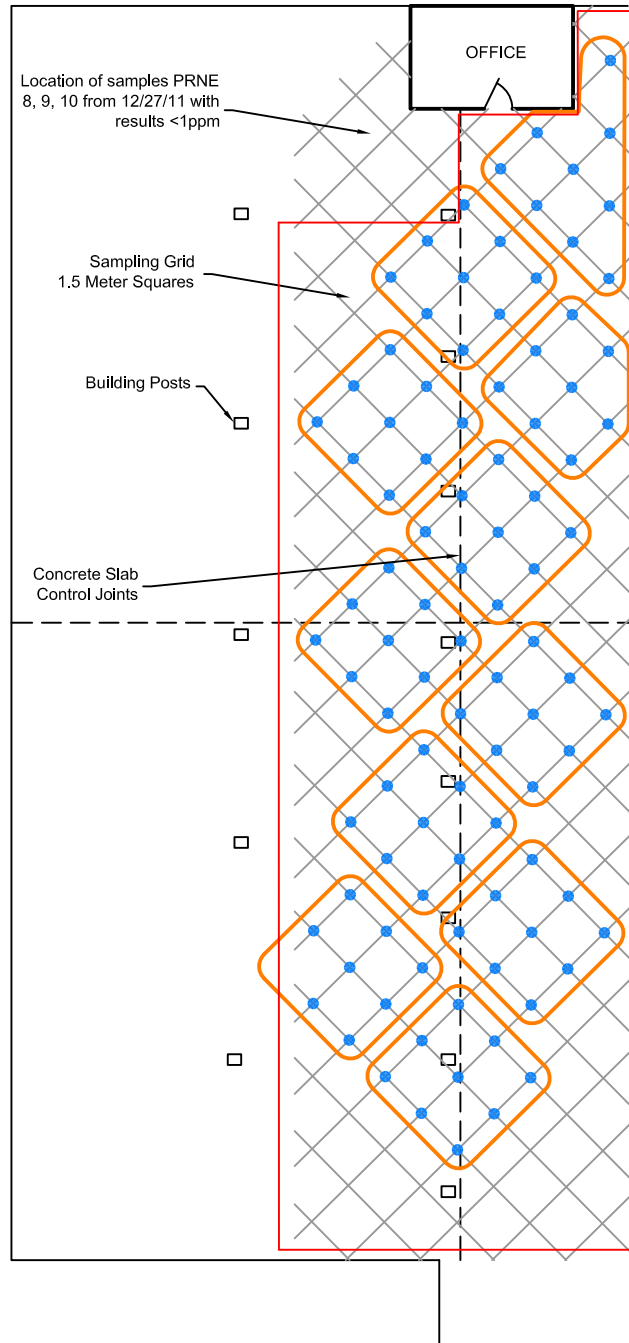 OFFICE
Location of samples PRNE
8, 9, 10 from 12/27/11 with
results <1ppm
Sampling Grid
1.5 Meter Squares
Building Posts
Concrete Slab
Control Joints